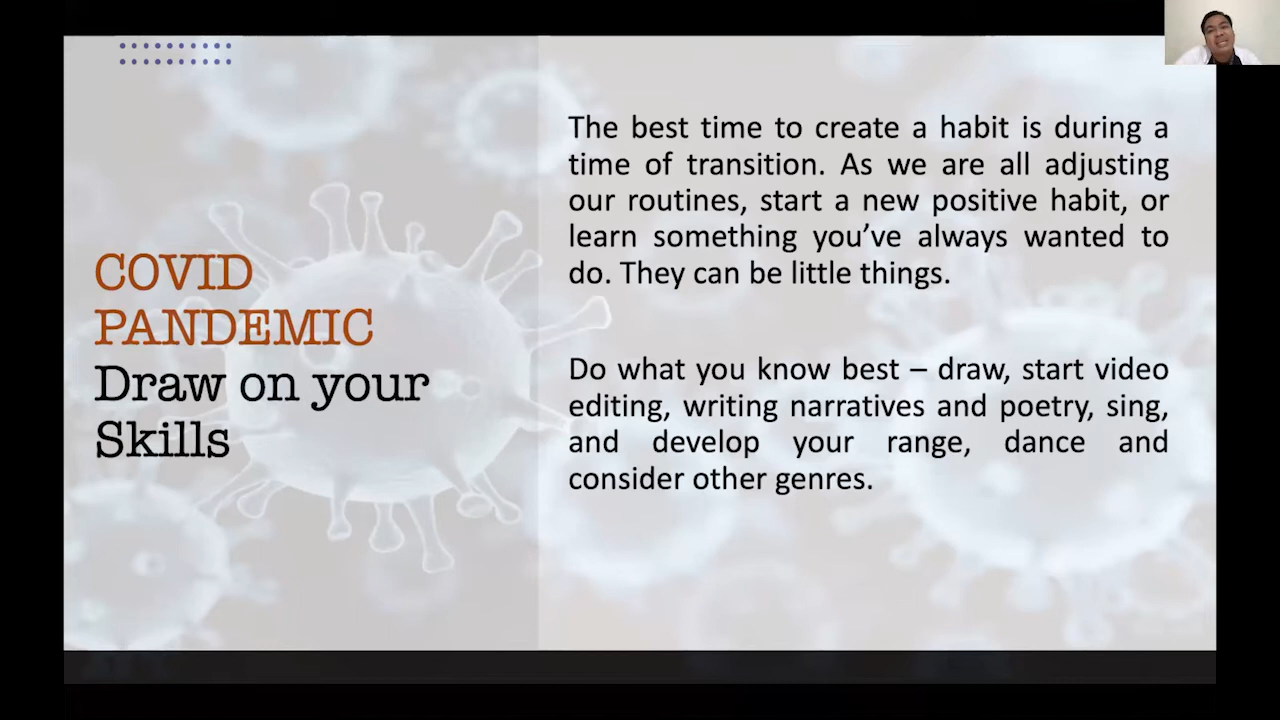 COVID
PANDEMIC
Draw on your
Skills
The best time to create a habit is during a
time of transition. As we are all adjusting
our routines, start a new positive habit, or
learn something you’ve always wanted to
do. They can be little things.
Do what you know best – draw, start video
editing, writing narratives and poetry, sing,
and develop your range, dance and
consider other genres.